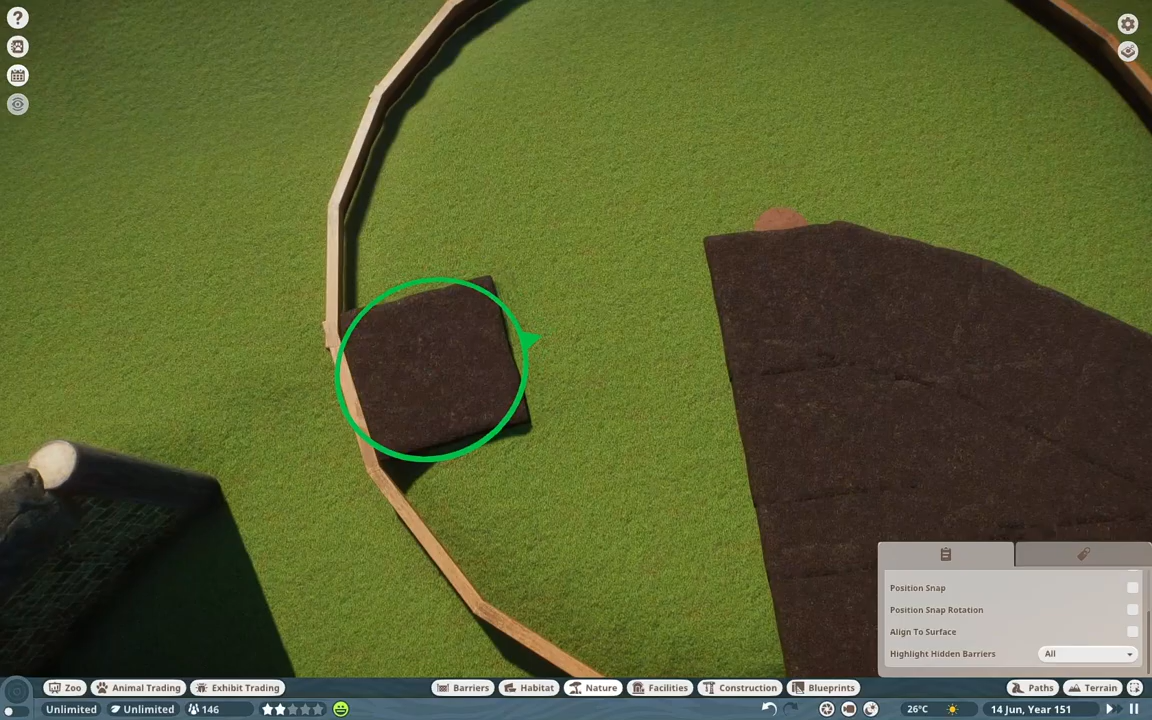 ?
Position Snap
Position Snap Rotation
Align To Surface
Highlight Hidden Barriers All
Zoo Animal Trading Exhibit Trading Barriers Habitat Nature Facilities Construction Blueprints Paths Terrain
Unlimited Unlimited 146 26°C 14 Jun, Year 151